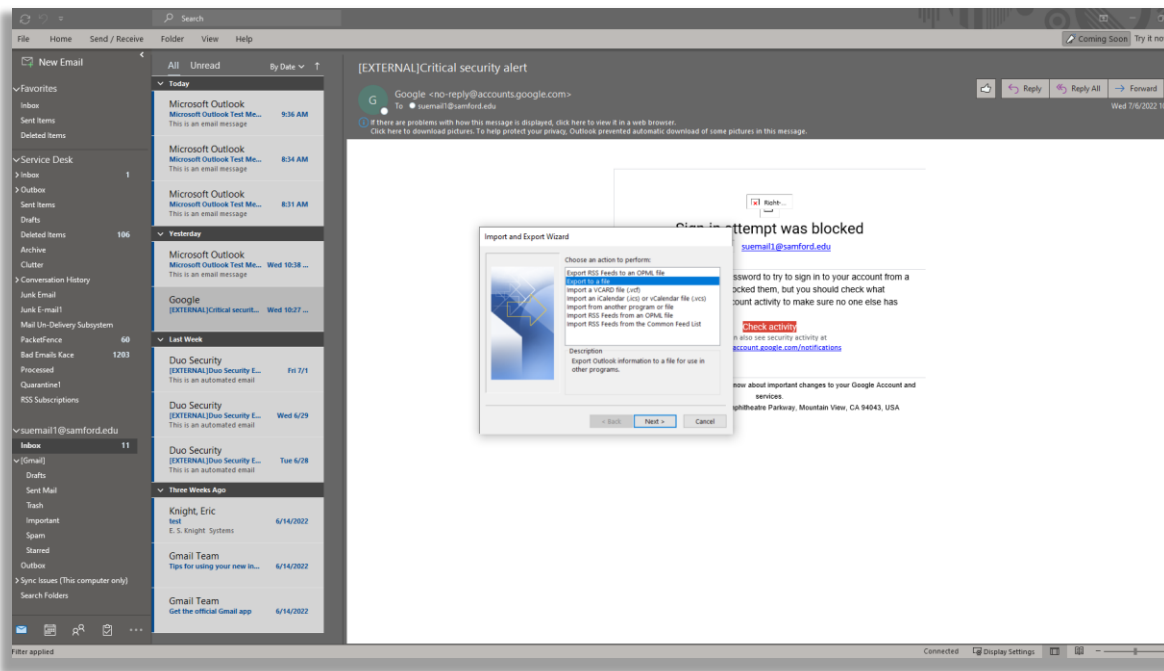 Search
File Home Send / Receive Folder View Help
Coming Soon Try it now
New Email
Favorites
Inbox
Sent Items
Deleted Items
Service Desk
Inbox 1
Outbox
Sent Items
Drafts
Deleted Items 106
Archive
Clutter
Conversation History
Junk Email
Junk E-mail1
Mail Un-Delivery Subsystem
PacketFence 60
Bad Emails Kace 1203
Processed
Quarantine1
RSS Subscriptions
suemail1@samford.edu
Inbox 11
[Gmail]
Drafts
Sent Mail
Trash
Important
Spam
Starred
Outbox
Sync Issues (This computer only)
Search Folders
Filter applied
All Unread By Date
Today
Microsoft Outlook
Microsoft Outlook Test Me... 9:36 AM
This is an email message
Microsoft Outlook
Microsoft Outlook Test Me... 8:34 AM
This is an email message
Microsoft Outlook
Microsoft Outlook Test Me... 8:31 AM
This is an email message
Yesterday
Microsoft Outlook
Microsoft Outlook Test Me... Wed 10:38 ...
This is an email message
Google
[EXTERNAL]Critical securit... Wed 10:27 ...
Last Week
Duo Security
[EXTERNAL]Duo Security E... Fri 7/1
This is an automated email
Duo Security
[EXTERNAL]Duo Security E... Wed 6/29
This is an automated email
Duo Security
[EXTERNAL]Duo Security E... Tue 6/28
This is an automated email
Three Weeks Ago
Knight, Eric
test 6/14/2022
E. S. Knight Systems
Gmail Team
Tips for using your new in... 6/14/2022
Gmail Team
Get the official Gmail app 6/14/2022
[EXTERNAL]Critical security alert
G
Google <no-reply@accounts.google.com>
To suemail1@samford.edu
Reply Reply All Forward
Wed 7/6/2022
If there are problems with how this message is displayed, click here to view it in a web browser.
Click here to download pictures. To help protect your privacy, Outlook prevented automatic download of some pictures in this message.
Right-...
Sign-in attempt was blocked
suemail1@samford.edu
ssword to try to sign in to your account from a
ocked them, but you should check what
count activity to make sure no one else has
Check activity
n also see security activity at
account.google.com/notifications
now about important changes to your Google Account and
services.
phitheatre Parkway, Mountain View, CA 94043, USA
Import and Export Wizard
Choose an action to perform:
Export RSS Feeds to an OPML file
Export to a file
Import a VCARD file (.vcf)
Import an iCalendar (.ics) or vCalendar file (.vcs)
Import from another program or file
Import RSS Feeds from an OPML file
Import RSS Feeds from the Common Feed List
Description
Export Outlook information to a file for use in
other programs.
< Back Next > Cancel
Connected Display Settings